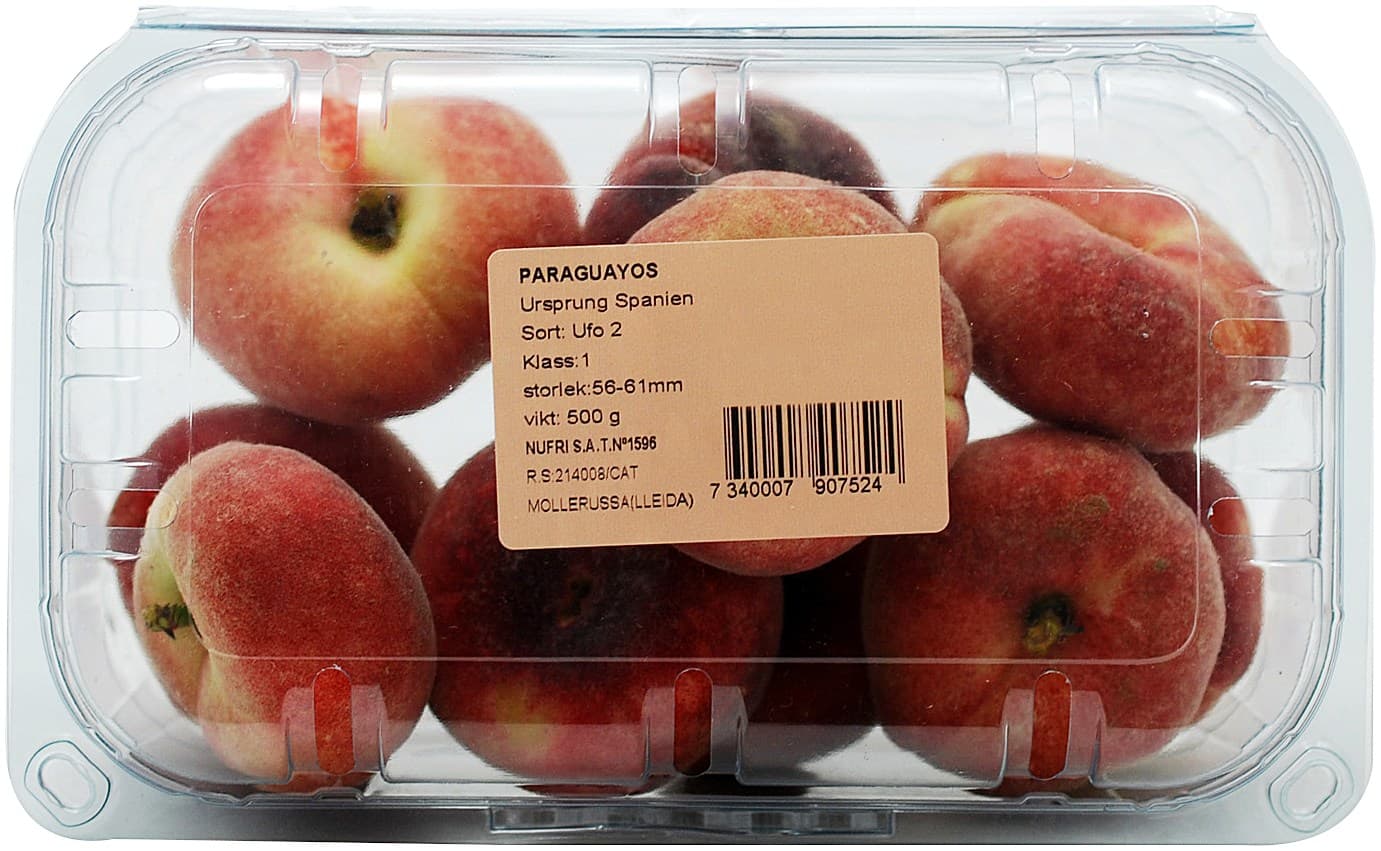 PARAGUAYOS
Ursprung Spanien
Sort: Ufo 2
Klass:1
storlek:56-61mm
vikt: 500 g
NUFRI S.A.T.Nº1596
R.S:214008/CAT
MOLLERUSSA(LLEIDA)
7 340007 907524